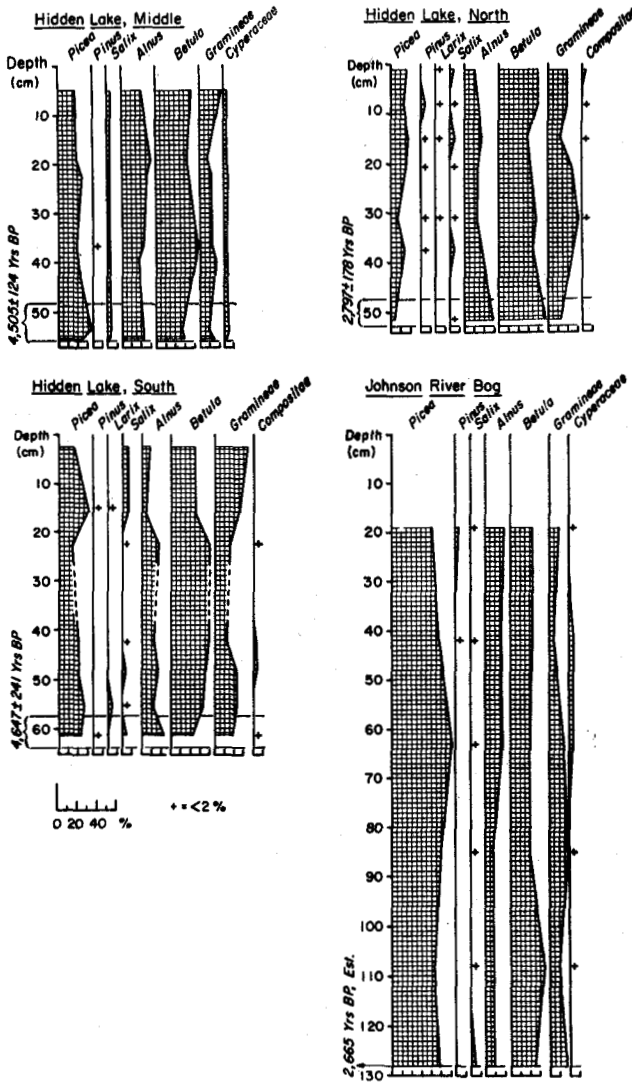 Hidden Lake, Middle
Picea Pinus Salix Alnus Betula Gramineae Cyperaceae
Depth (cm)
10
20
30
40
50
4,505±124 Yrs BP
+
Hidden Lake, North
Picea Pinus Larix Salix Alnus Betula Gramineae Compositae
Depth (cm)
10
20
30
40
50
2,797±178 Yrs BP
+
+ +
+ +
+ +
+ + +
+
+
Hidden Lake, South
Picea Pinus Larix Salix Alnus Betula Gramineae Compositae
Depth (cm)
10
20
30
40
50
60
4,647±241 Yrs BP
+ +
+ +
+
+
+ +
0 20 40 %
+ = <2 %
Johnson River Bog
Picea Pinus Salix Alnus Betula Gramineae Cyperaceae
Depth (cm)
10
20
30
40
50
60
70
80
90
100
110
120
130
2,665 Yrs BP, Est.
+ +
+ +
+
+ +
+ +